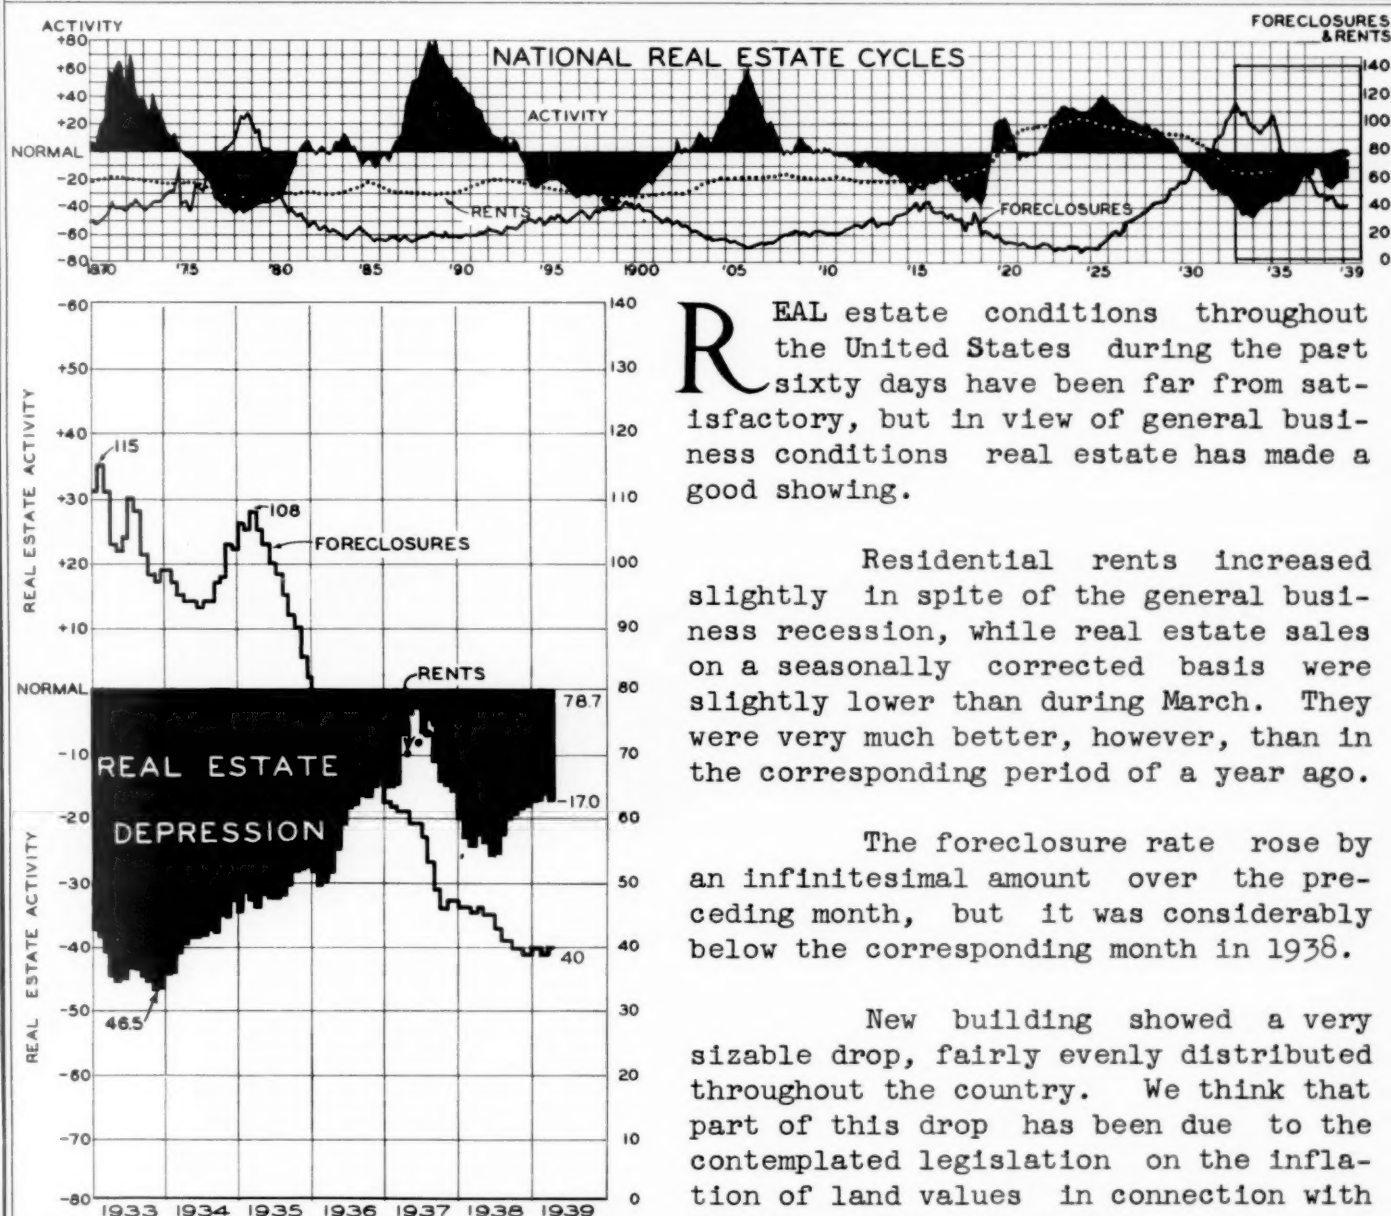 ACTIVITY
FORECLOSURES
& RENTS
NATIONAL REAL ESTATE CYCLES
+80
+60
+40
+20
NORMAL
-20
-40
-60
-80
ACTIVITY
RENTS
FORECLOSURES
140
120
100
80
60
40
20
0
1870 '75 '80 '85 '90 '95 1900 '05 '10 '15 '20 '25 '30 '35 '39
REAL ESTATE ACTIVITY
REAL ESTATE ACTIVITY
-60
+50
+40
+30
+20
+10
NORMAL
-10
-20
-30
-40
-50
-60
-70
-80
115
108
FORECLOSURES
RENTS
78.7
REAL ESTATE
DEPRESSION
-17.0
40
46.5
140
130
120
110
100
90
80
70
60
50
40
30
20
10
0
1933 1934 1935 1936 1937 1938 1939
REAL estate conditions throughout
the United States during the past
sixty days have been far from sat-
isfactory, but in view of general busi-
ness conditions real estate has made a
good showing.
Residential rents increased
slightly in spite of the general busi-
ness recession, while real estate sales
on a seasonally corrected basis were
slightly lower than during March. They
were very much better, however, than in
the corresponding period of a year ago.
The foreclosure rate rose by
an infinitesimal amount over the pre-
ceding month, but it was considerably
below the corresponding month in 1938.
New building showed a very
sizable drop, fairly evenly distributed
throughout the country. We think that
part of this drop has been due to the
contemplated legislation on the infla-
tion of land values in connection with